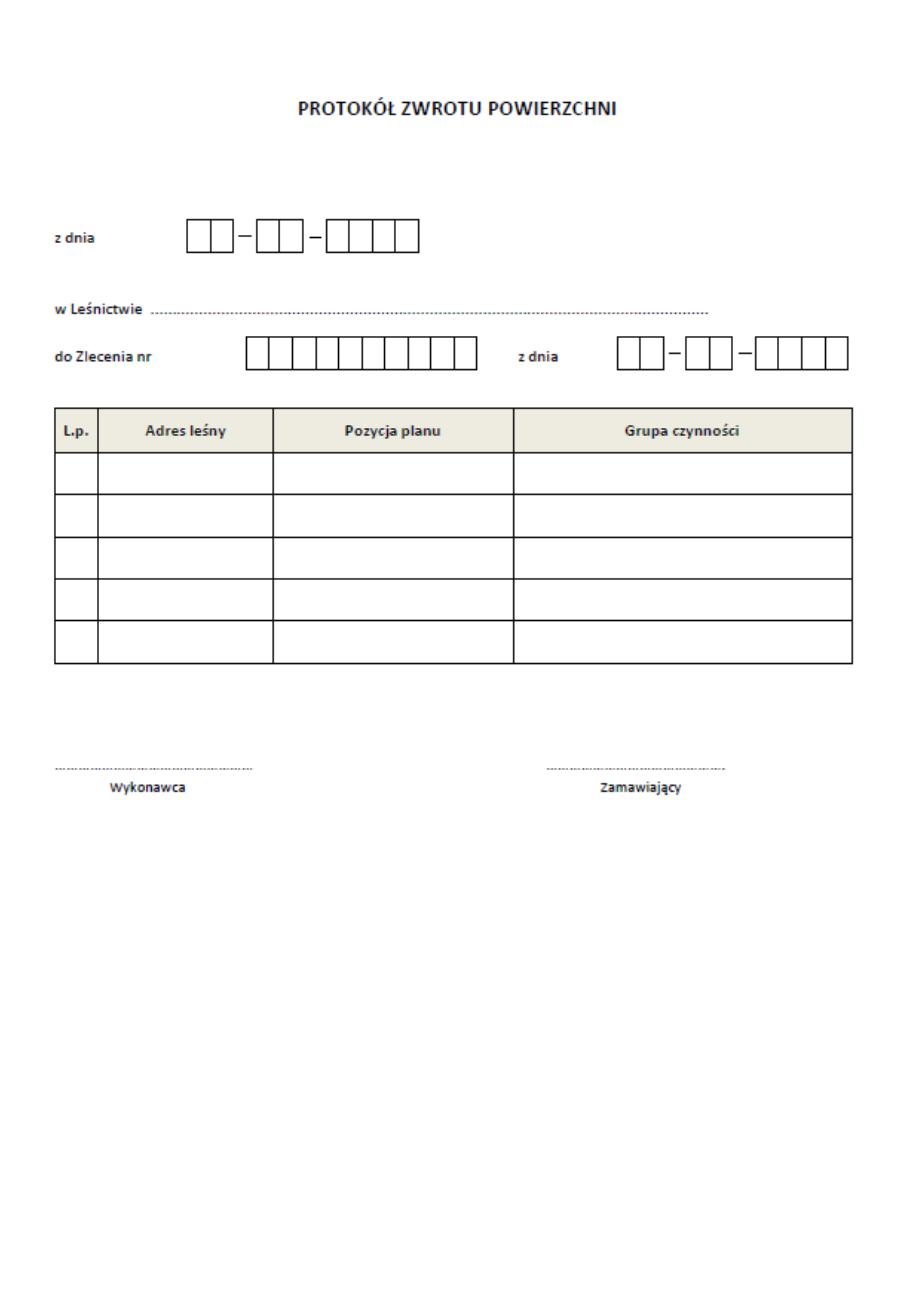 PROTOKÓŁ ZWROTU POWIERZCHNI
z dnia – –
w Leśnictwie ................................................................................................................................
do Zlecenia nr z dnia – –
L.p. Adres leśny Pozycja planu Grupa czynności
............................................. .........................................
Wykonawca Zamawiający